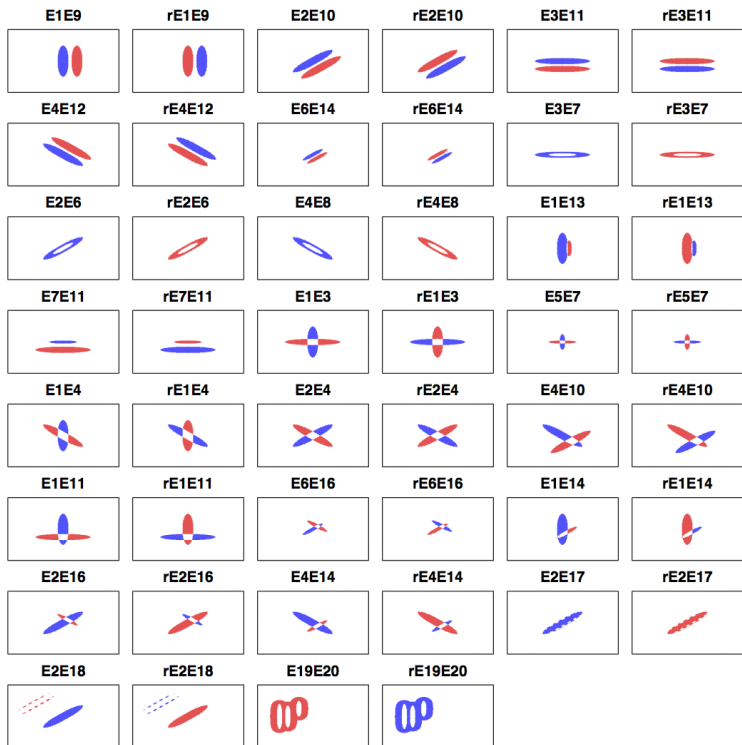 E1E9 rE1E9 E2E10 rE2E10 E3E11 rE3E11
E4E12 rE4E12 E6E14 rE6E14 E3E7 rE3E7
E2E6 rE2E6 E4E8 rE4E8 E1E13 rE1E13
E7E11 rE7E11 E1E3 rE1E3 E5E7 rE5E7
E1E4 rE1E4 E2E4 rE2E4 E4E10 rE4E10
E1E11 rE1E11 E6E16 rE6E16 E1E14 rE1E14
E2E16 rE2E16 E4E14 rE4E14 E2E17 rE2E17
E2E18 rE2E18 E19E20 rE19E20